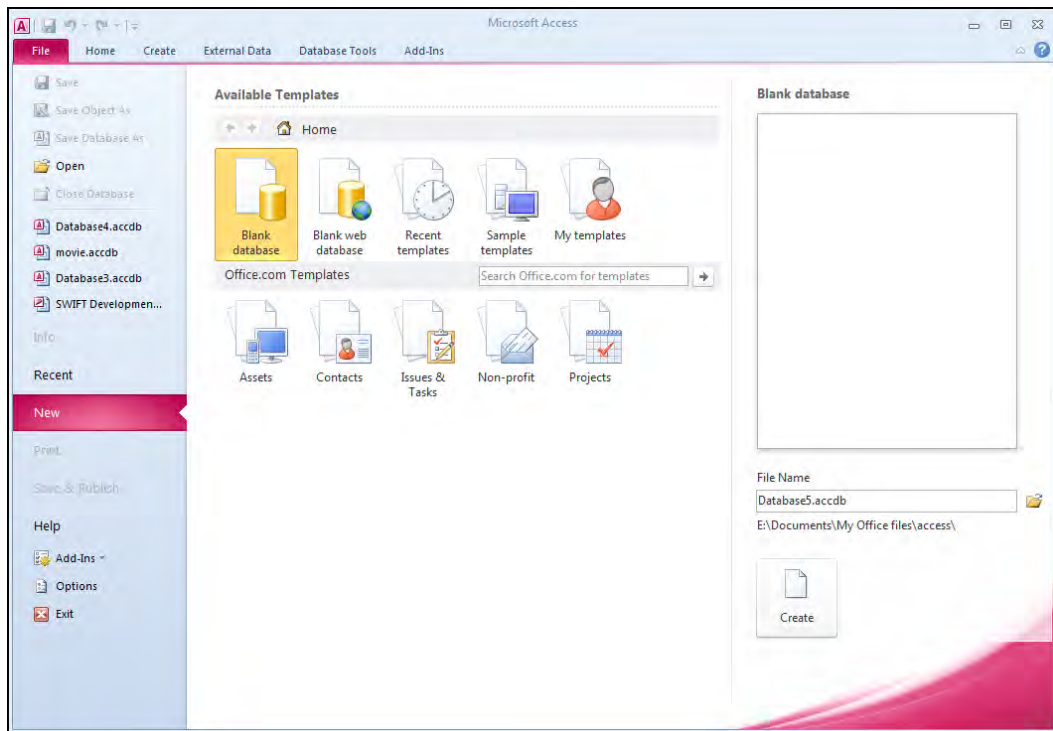 Microsoft Access
File Home Create External Data Database Tools Add-Ins
Save
Save Object As
Save Database As
Open
Close Database
Database4.accdb
movie.accdb
Database3.accdb
SWIFT Developmen...
Info
Recent
New
Print
Save & Publish
Help
Add-Ins
Options
Exit
Available Templates
Home
Blank database
Blank web database
Recent templates
Sample templates
My templates
Office.com Templates
Search Office.com for templates
Assets
Contacts
Issues & Tasks
Non-profit
Projects
Blank database
File Name
Database5.accdb
E:\Documents\My Office files\access\
Create